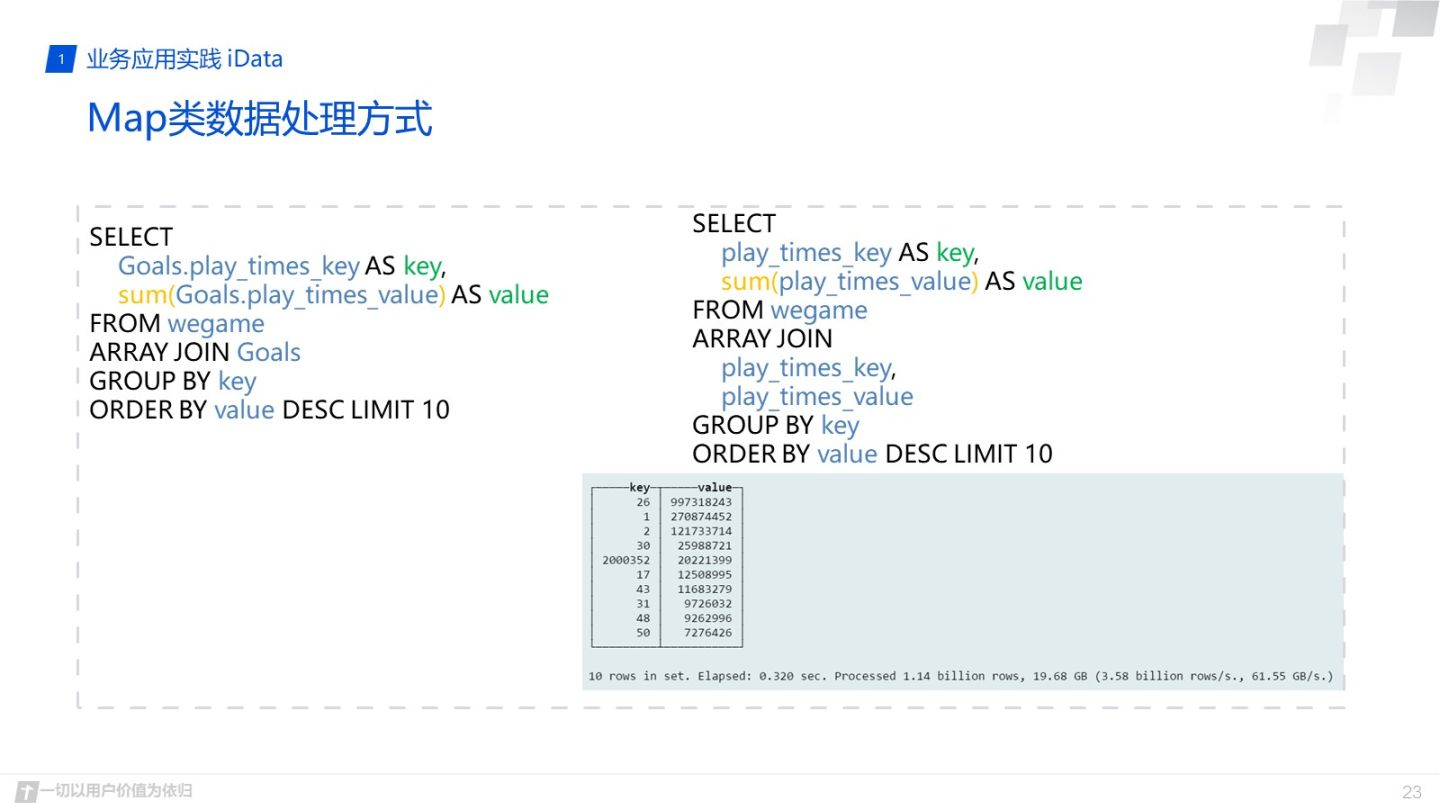 1 业务应用实践 iData
Map类数据处理方式
SELECT
Goals.play_times_key AS key,
sum(Goals.play_times_value) AS value
FROM wegame
ARRAY JOIN Goals
GROUP BY key
ORDER BY value DESC LIMIT 10
SELECT
play_times_key AS key,
sum(play_times_value) AS value
FROM wegame
ARRAY JOIN
play_times_key,
play_times_value
GROUP BY key
ORDER BY value DESC LIMIT 10
key value
26 997318243
1 270874452
2 121733714
30 25988721
2000352 20221399
17 12508995
43 11683279
31 9726032
48 9262996
50 7276426
10 rows in set. Elapsed: 0.320 sec. Processed 1.14 billion rows, 19.68 GB (3.58 billion rows/s., 61.55 GB/s.)
一切以用户价值为依归
23